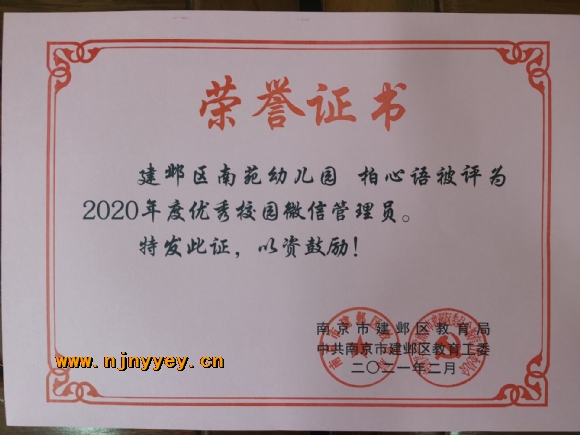 荣誉证书
建邺区南苑幼儿园 柏心语被评为
2020年度优秀校园微信管理员。
特发此证，以资鼓励！
南京市建邺区教育局
中共南京市建邺区教育工委
二〇二一年二月
www.njnyyey.cn